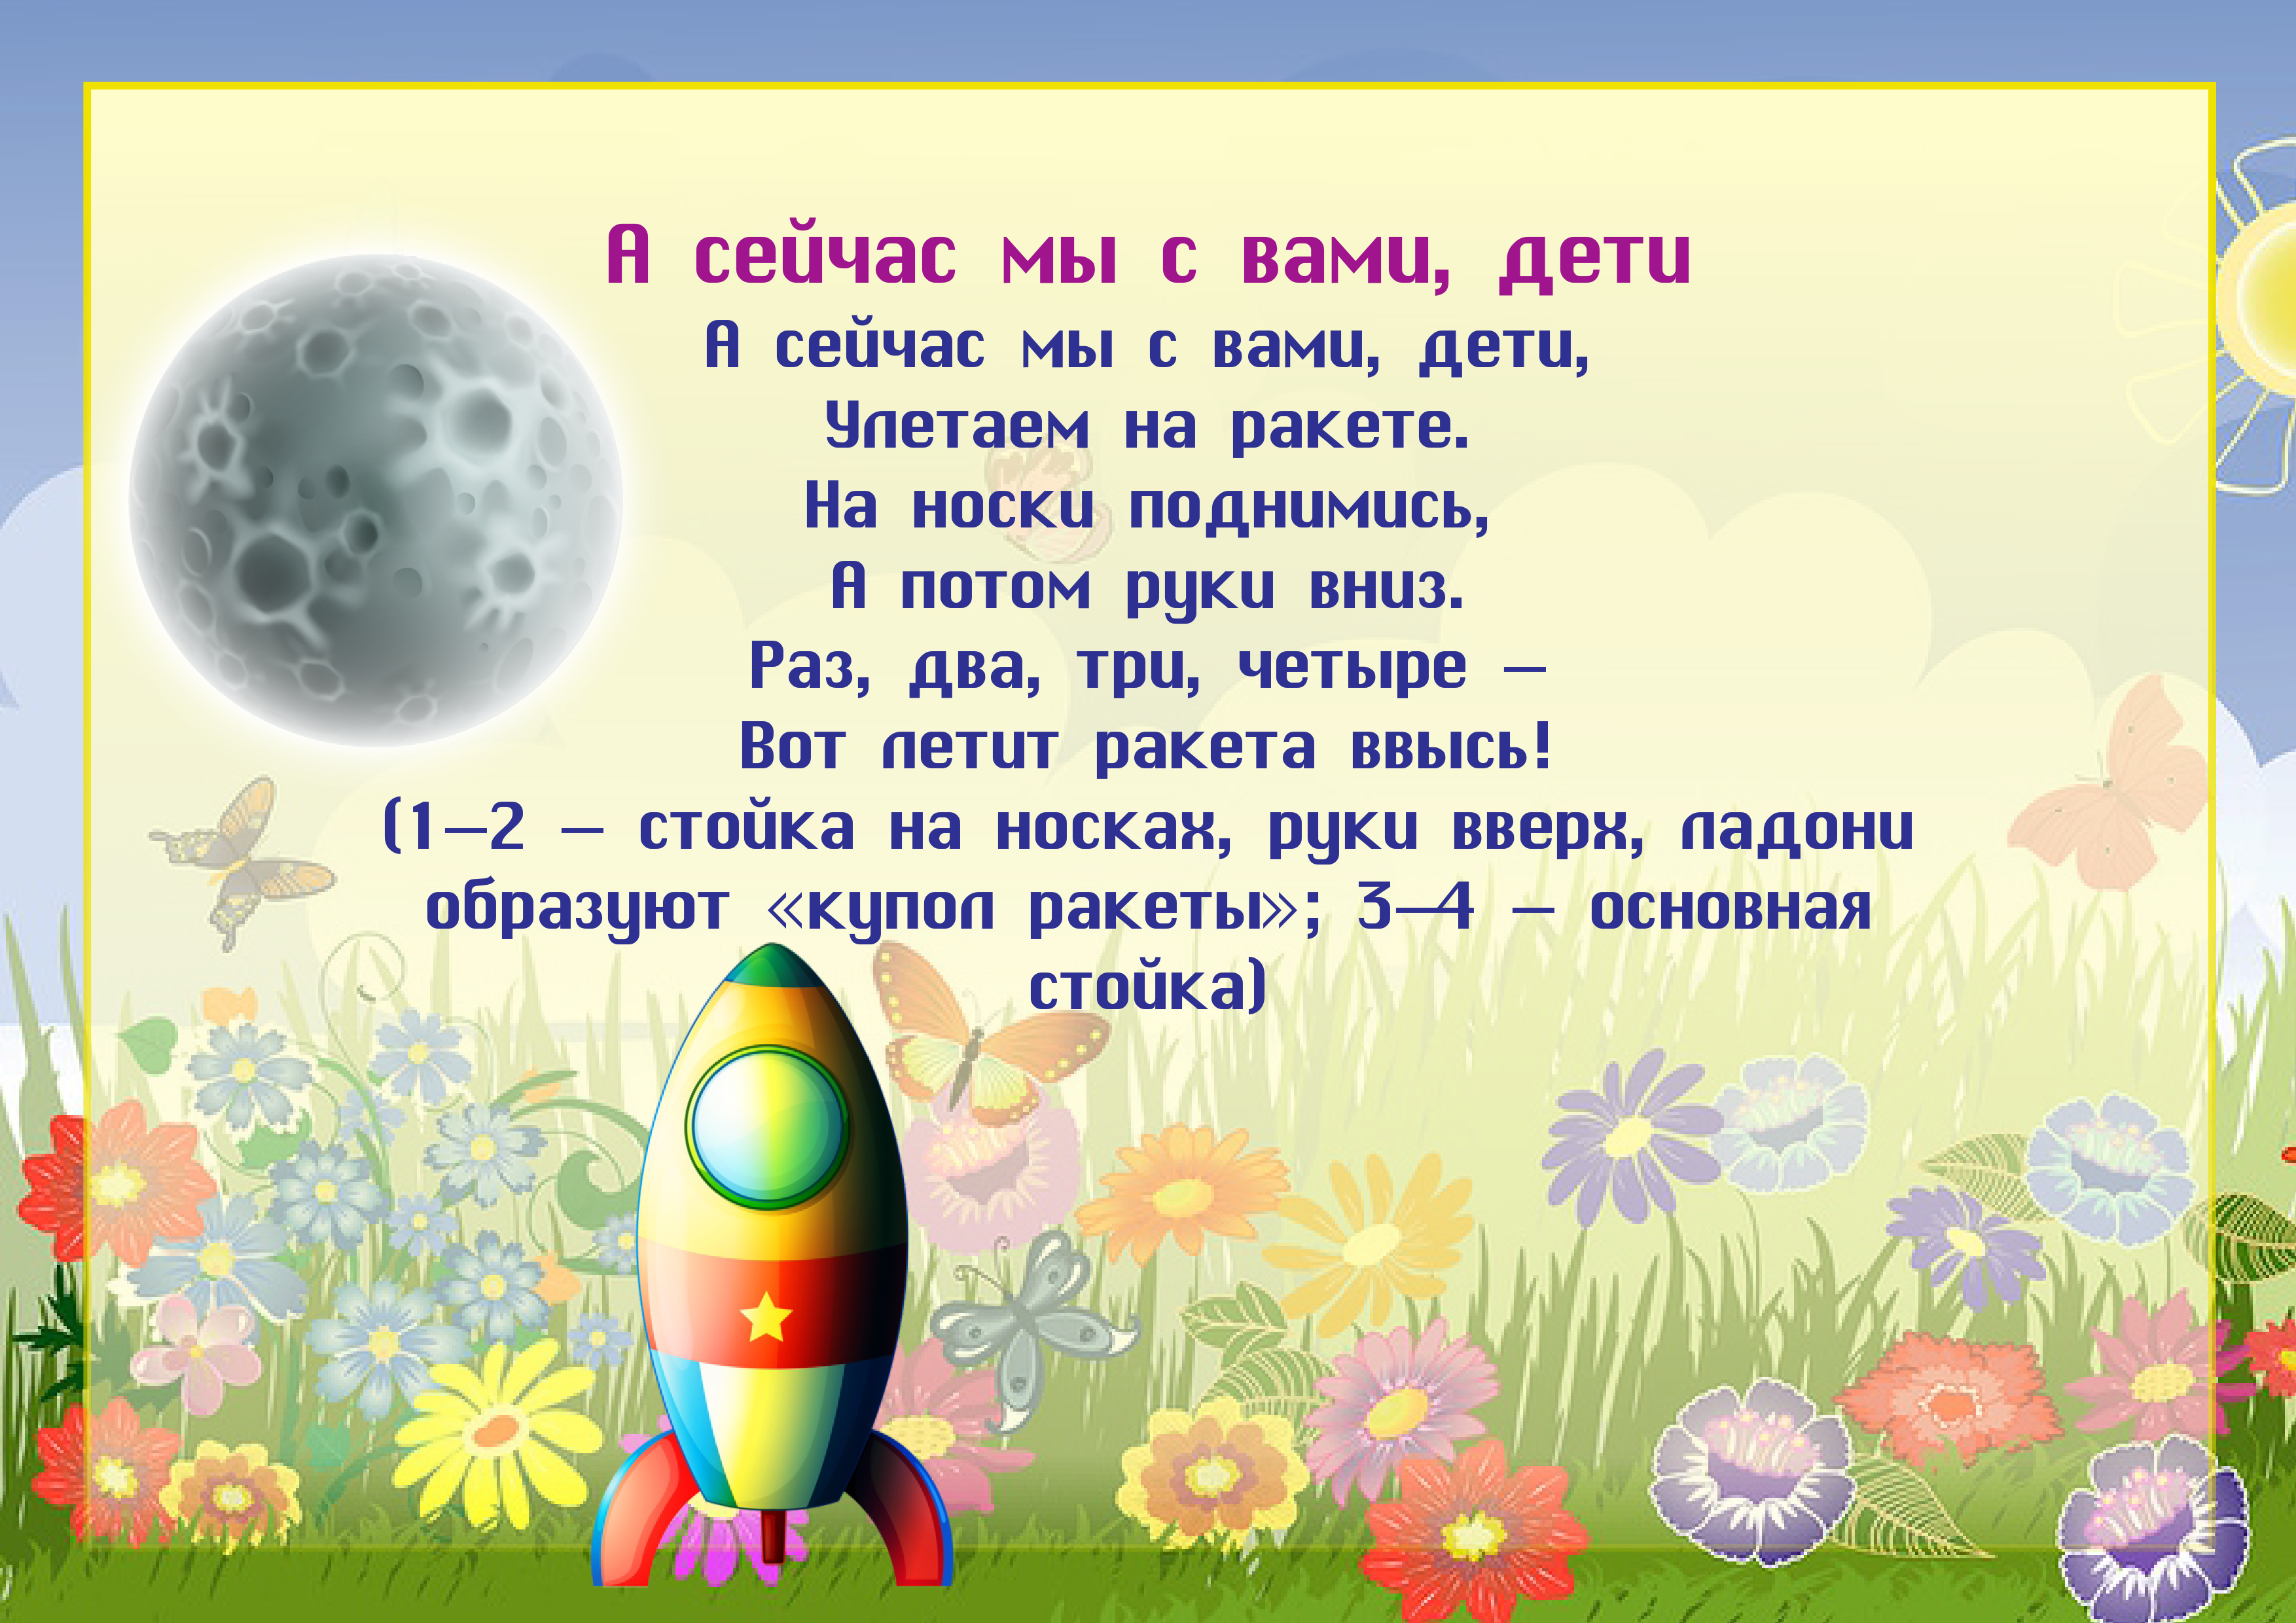 А сейчас мы с вами, дети
А сейчас мы с вами, дети,
Улетаем на ракете.
На носки поднимись,
А потом руки вниз.
Раз, два, три, четыре —
Вот летит ракета ввысь!
(1—2 — стойка на носках, руки вверх, ладони
образуют «купол ракеты»; 3—4 — основная
стойка)